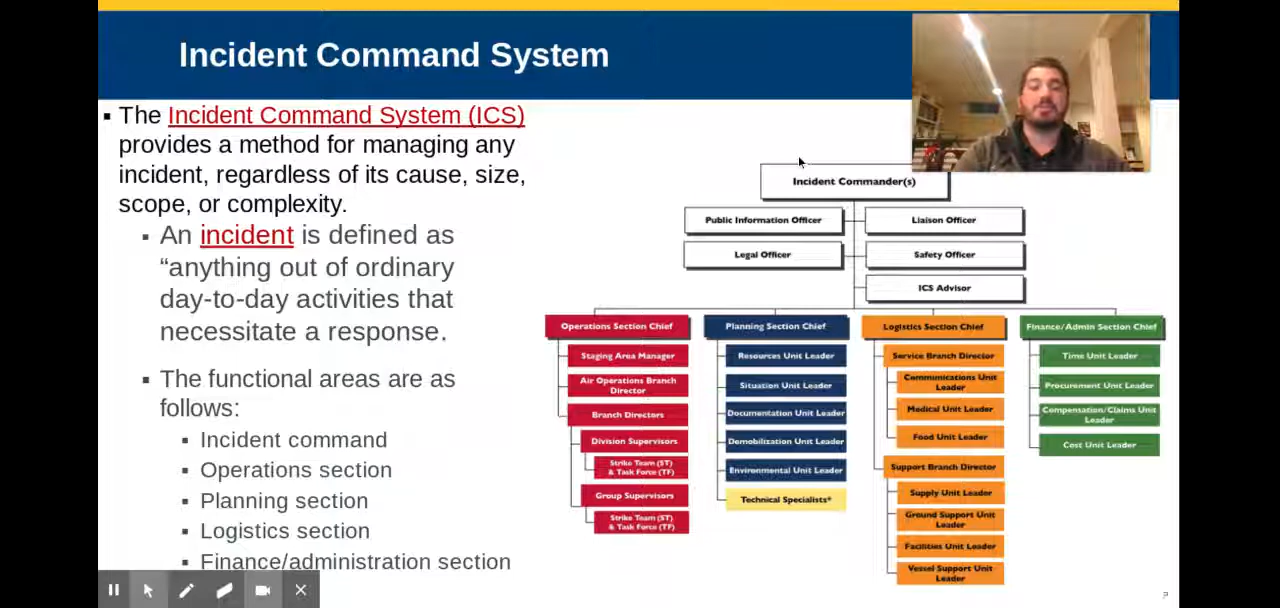 Incident Command System
▪ The Incident Command System (ICS)
provides a method for managing any
incident, regardless of its cause, size,
scope, or complexity.
▪ An incident is defined as
“anything out of ordinary
day-to-day activities that
necessitate a response.
▪ The functional areas are as
follows:
▪ Incident command
▪ Operations section
▪ Planning section
▪ Logistics section
▪ Finance/administration section
Incident Commander(s)
Public Information Officer
Liaison Officer
Legal Officer
Safety Officer
ICS Advisor
Operations Section Chief
Staging Area Manager
Air Operations Branch
Director
Branch Directors
Division Supervisors
Strike Team (ST)
& Task Force (TF)
Group Supervisors
Strike Team (ST)
& Task Force (TF)
Planning Section Chief
Resources Unit Leader
Situation Unit Leader
Documentation Unit Leader
Demobilization Unit Leader
Environmental Unit Leader
Technical Specialists*
Logistics Section Chief
Service Branch Director
Communications Unit
Leader
Medical Unit Leader
Food Unit Leader
Support Branch Director
Supply Unit Leader
Ground Support Unit
Leader
Facilities Unit Leader
Vessel Support Unit
Leader
Finance/Admin Section Chief
Time Unit Leader
Procurement Unit Leader
Compensation/Claims Unit
Leader
Cost Unit Leader